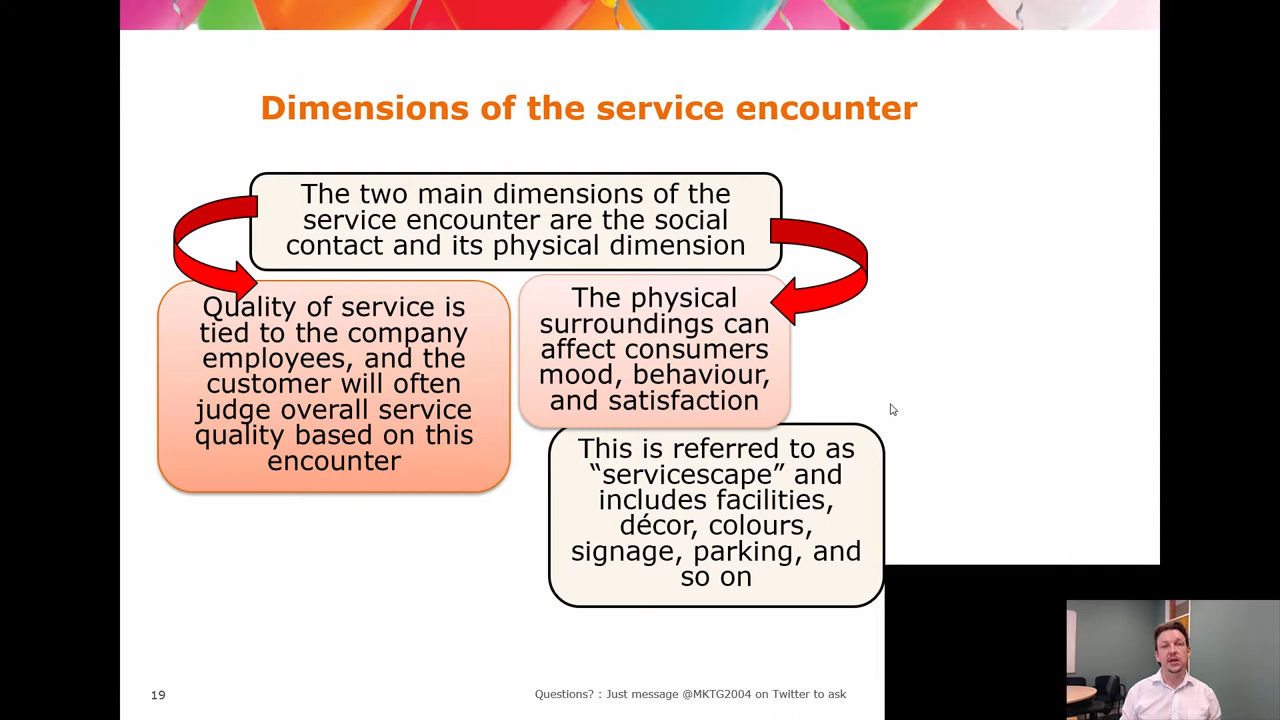 Dimensions of the service encounter
The two main dimensions of the
service encounter are the social
contact and its physical dimension
Quality of service is
tied to the company
employees, and the
customer will often
judge overall service
quality based on this
encounter
The physical
surroundings can
affect consumers
mood, behaviour,
and satisfaction
This is referred to as
“servicescape” and
includes facilities,
décor, colours,
signage, parking, and
so on
19
Questions? : Just message @MKTG2004 on Twitter to ask